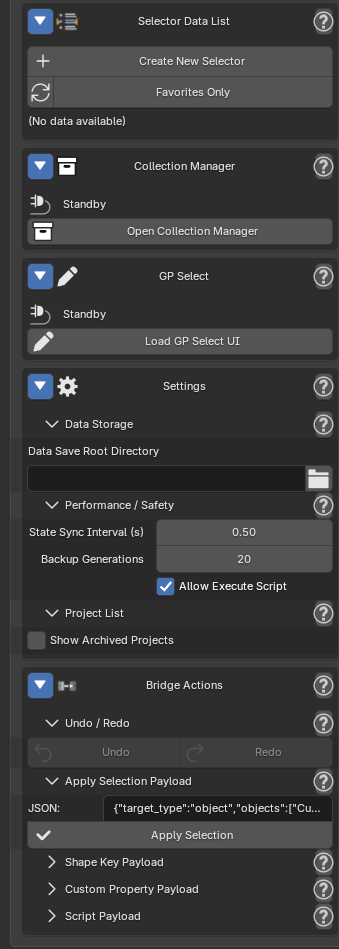 Selector Data List
Create New Selector
Favorites Only
(No data available)
Collection Manager
Standby
Open Collection Manager
GP Select
Standby
Load GP Select UI
Settings
Data Storage
Data Save Root Directory
Performance / Safety
State Sync Interval (s) 0.50
Backup Generations 20
Allow Execute Script
Project List
Show Archived Projects
Bridge Actions
Undo / Redo
Undo Redo
Apply Selection Payload
JSON: {"target_type":"object","objects":["Cu...
Apply Selection
Shape Key Payload
Custom Property Payload
Script Payload